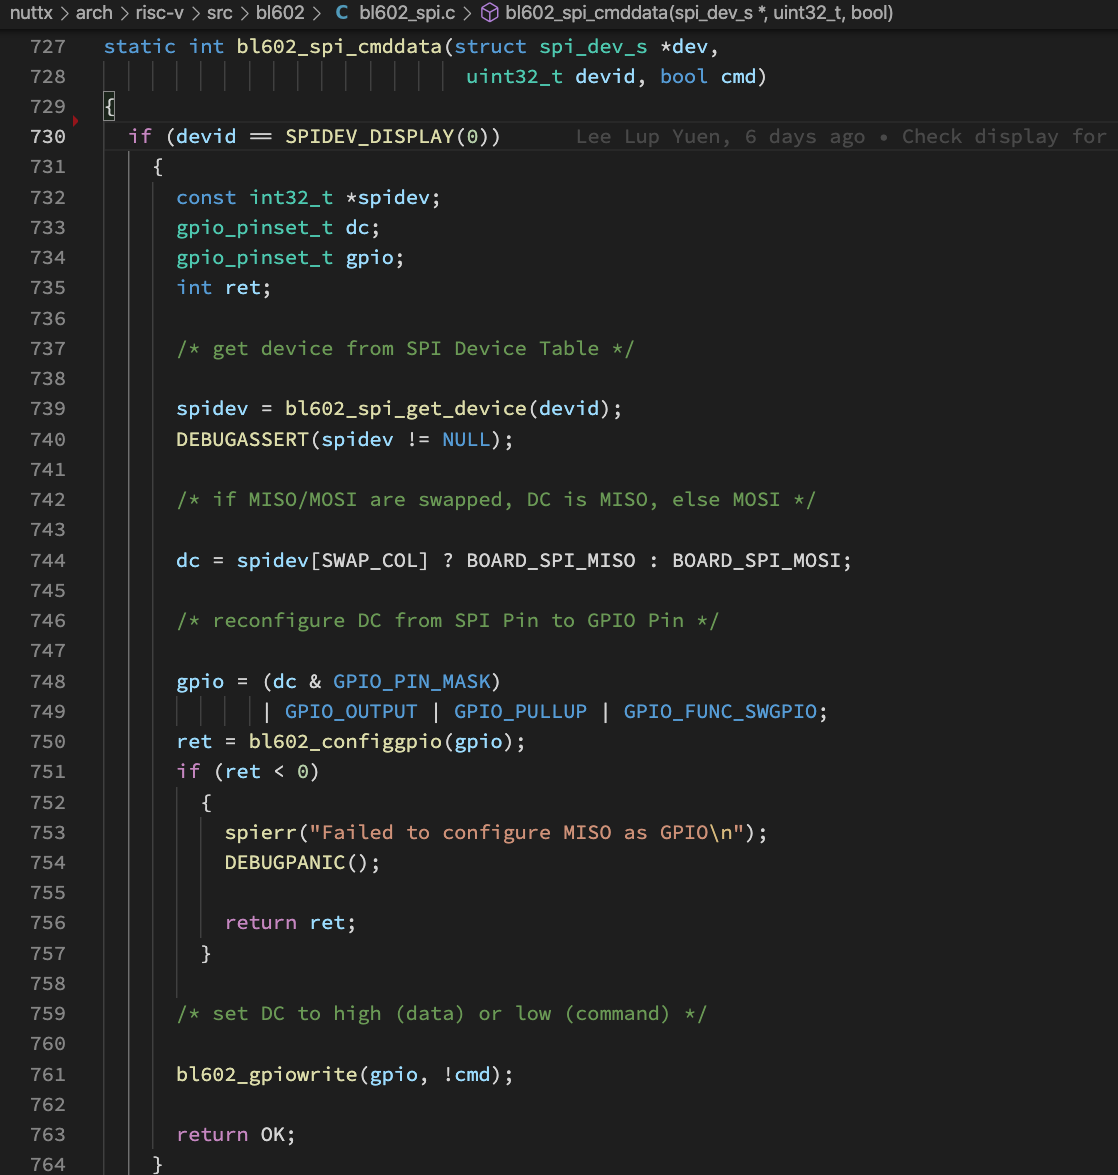 nuttx > arch > risc-v > src > bl602 > C bl602_spi.c > bl602_spi_cmddata(spi_dev_s *, uint32_t, bool)
727 static int bl602_spi_cmddata(struct spi_dev_s *dev,
728 uint32_t devid, bool cmd)
729 {
730 if (devid == SPIDEV_DISPLAY(0)) Lee Lup Yuen, 6 days ago • Check display for
731 {
732 const int32_t *spidev;
733 gpio_pinset_t dc;
734 gpio_pinset_t gpio;
735 int ret;
736
737 /* get device from SPI Device Table */
738
739 spidev = bl602_spi_get_device(devid);
740 DEBUGASSERT(spidev != NULL);
741
742 /* if MISO/MOSI are swapped, DC is MISO, else MOSI */
743
744 dc = spidev[SWAP_COL] ? BOARD_SPI_MISO : BOARD_SPI_MOSI;
745
746 /* reconfigure DC from SPI Pin to GPIO Pin */
747
748 gpio = (dc & GPIO_PIN_MASK)
749 | GPIO_OUTPUT | GPIO_PULLUP | GPIO_FUNC_SWGPIO;
750 ret = bl602_configgpio(gpio);
751 if (ret < 0)
752 {
753 spierr("Failed to configure MISO as GPIO\n");
754 DEBUGPANIC();
755
756 return ret;
757 }
758
759 /* set DC to high (data) or low (command) */
760
761 bl602_gpiowrite(gpio, !cmd);
762
763 return OK;
764 }